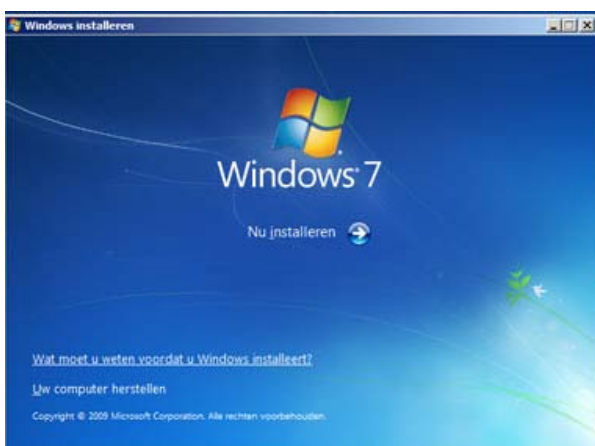 Windows installeren
Windows 7
Nu installeren
Wat moet u weten voordat u Windows installeert?
Uw computer herstellen
Copyright © 2009 Microsoft Corporation. Alle rechten voorbehouden.